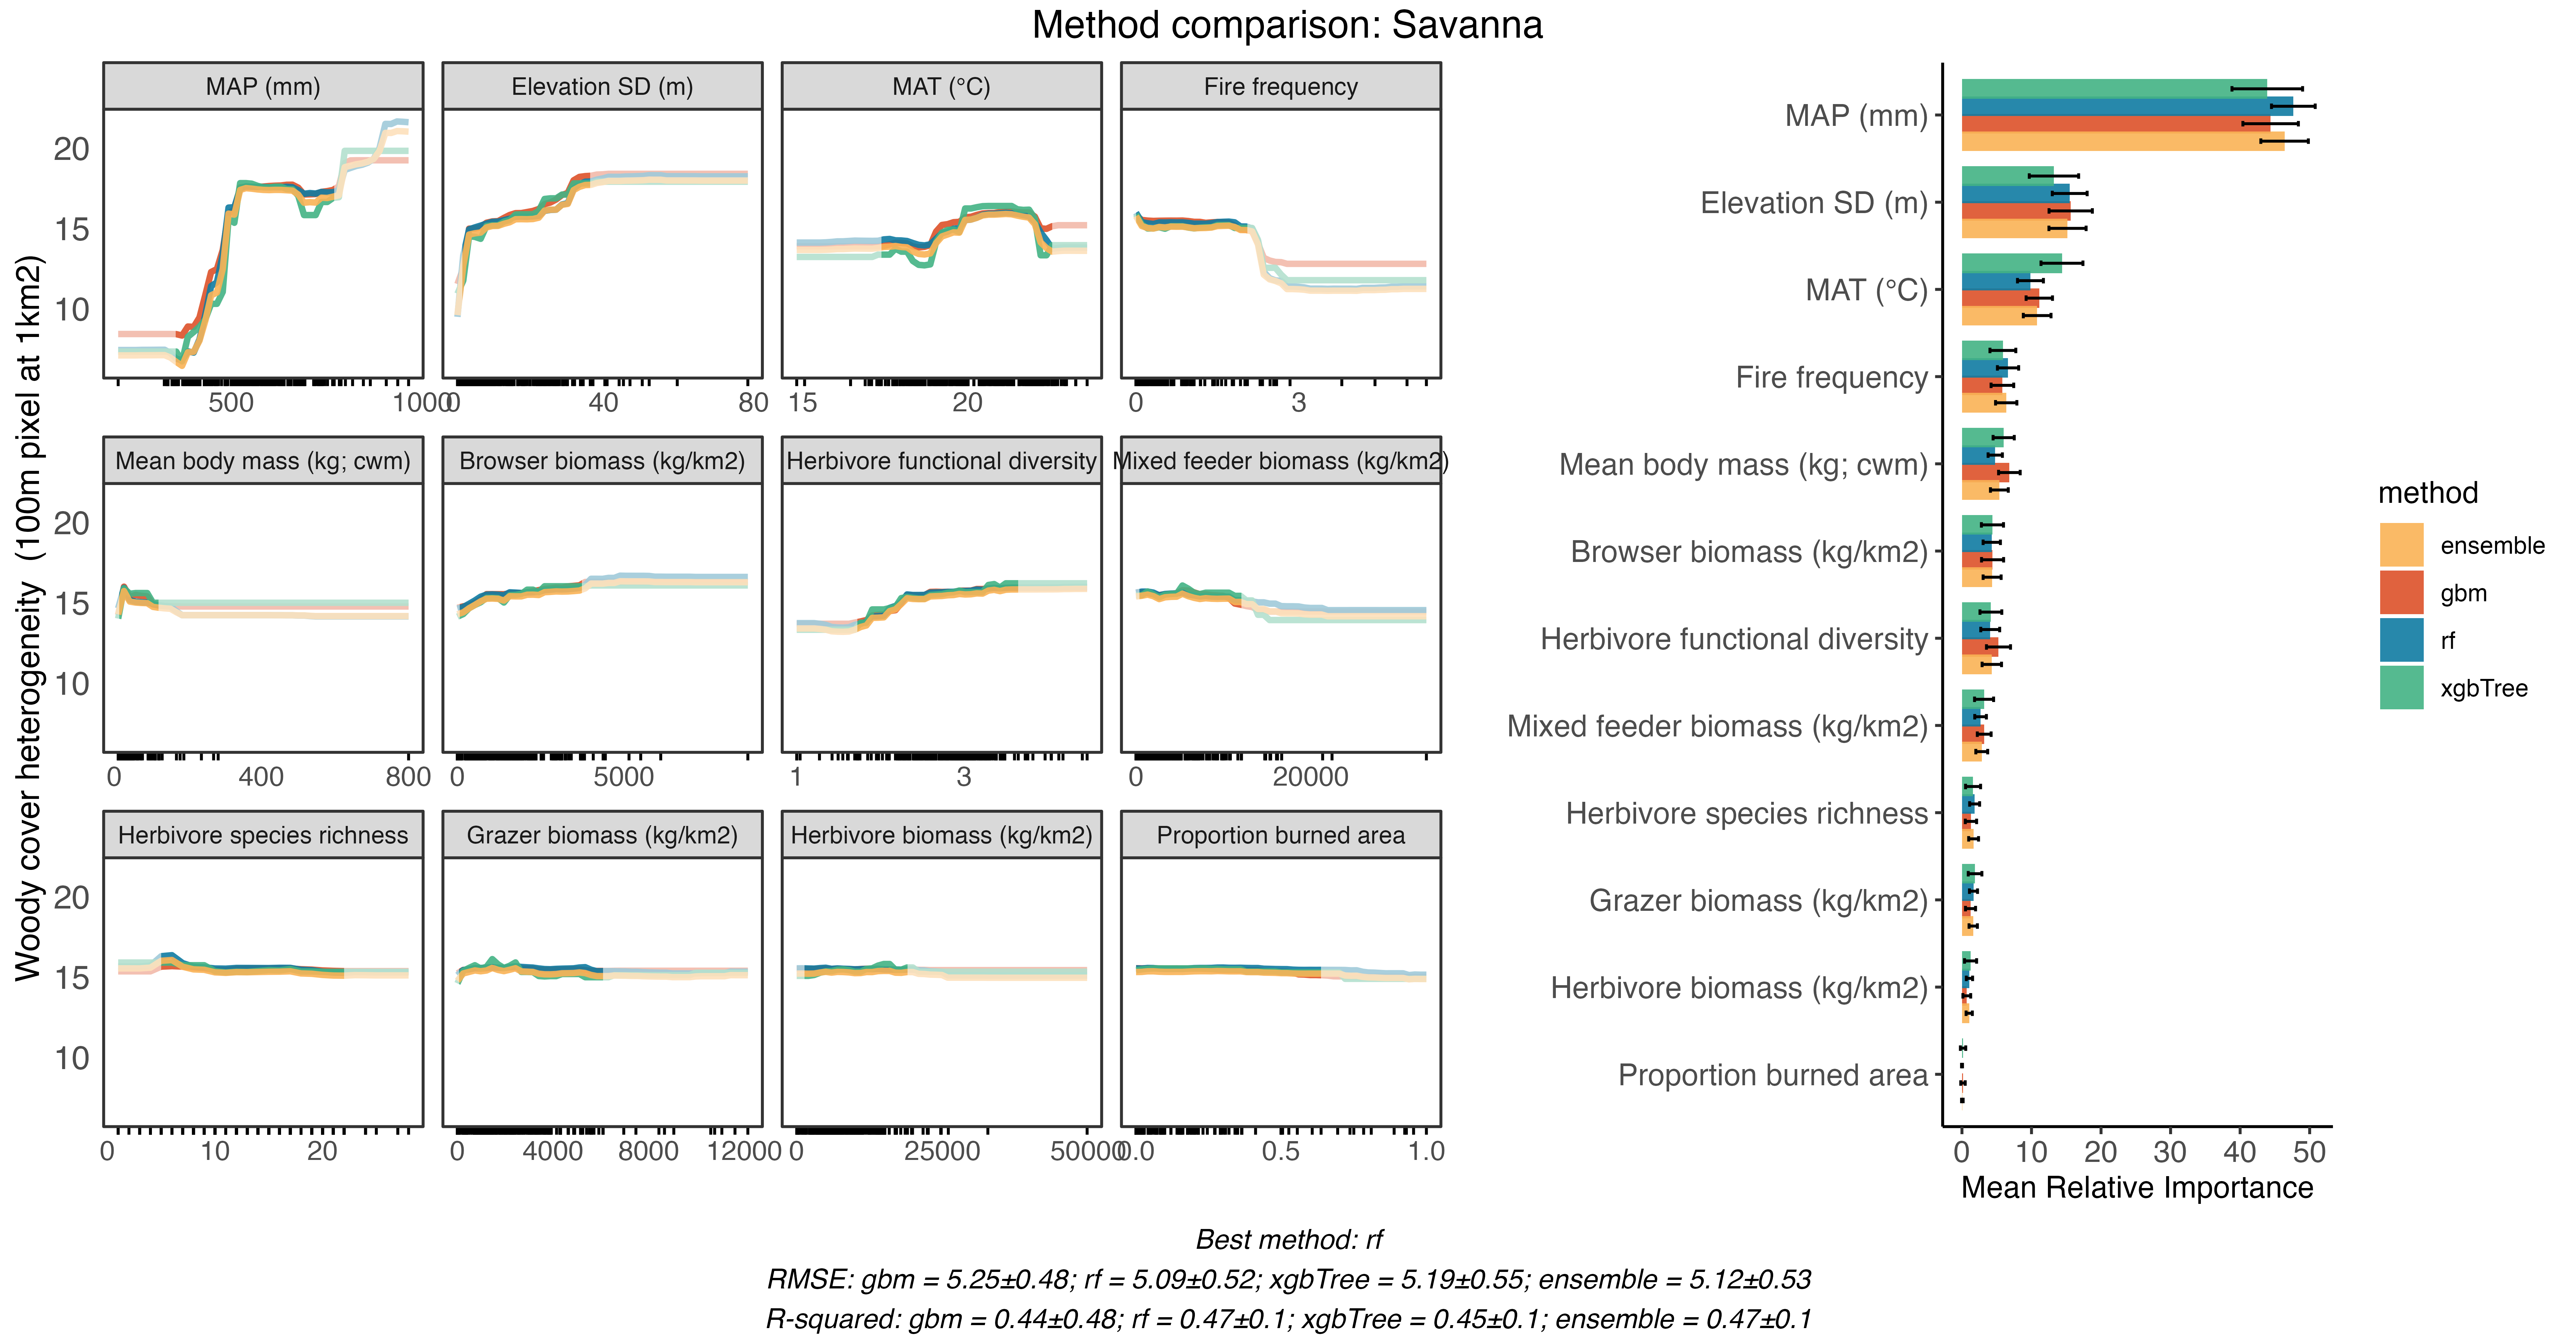 Method comparison: Savanna
Woody cover heterogeneity (100m pixel at 1km2)
MAP (mm)
Elevation SD (m)
MAT (°C)
Fire frequency
20
15
10
500
1000
0
40
80
15
20
0
3
Mean body mass (kg; cwm)
Browser biomass (kg/km2)
Herbivore functional diversity
Mixed feeder biomass (kg/km2)
20
15
10
0
400
800
0
5000
1
3
0
20000
Herbivore species richness
Grazer biomass (kg/km2)
Herbivore biomass (kg/km2)
Proportion burned area
20
15
10
0
10
20
0
4000
8000
12000
0
25000
50000
0.0
0.5
1.0
MAP (mm)
Elevation SD (m)
MAT (°C)
Fire frequency
Mean body mass (kg; cwm)
Browser biomass (kg/km2)
Herbivore functional diversity
Mixed feeder biomass (kg/km2)
Herbivore species richness
Grazer biomass (kg/km2)
Herbivore biomass (kg/km2)
Proportion burned area
0
10
20
30
40
50
Mean Relative Importance
method
ensemble
gbm
rf
xgbTree
Best method: rf
RMSE: gbm = 5.25±0.48; rf = 5.09±0.52; xgbTree = 5.19±0.55; ensemble = 5.12±0.53
R-squared: gbm = 0.44±0.48; rf = 0.47±0.1; xgbTree = 0.45±0.1; ensemble = 0.47±0.1